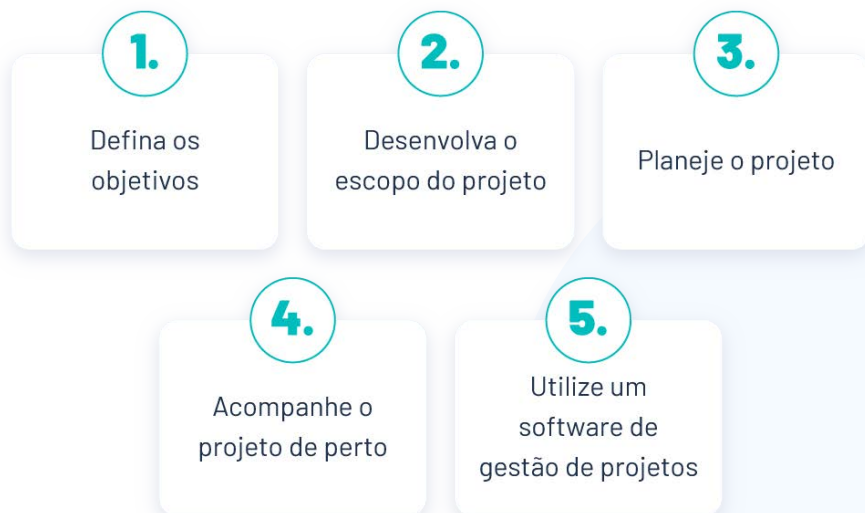 1.
Defina os
objetivos
2.
Desenvolva o
escopo do projeto
3.
Planeje o projeto
4.
Acompanhe o
projeto de perto
5.
Utilize um
software de
gestão de projetos